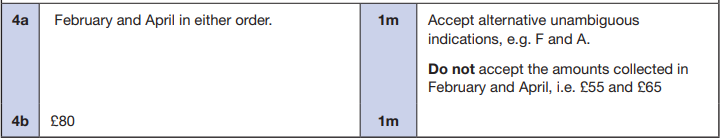 4a February and April in either order. 1m Accept alternative unambiguous
indications, e.g. F and A.
Do not accept the amounts collected in
February and April, i.e. £55 and £65
4b £80 1m